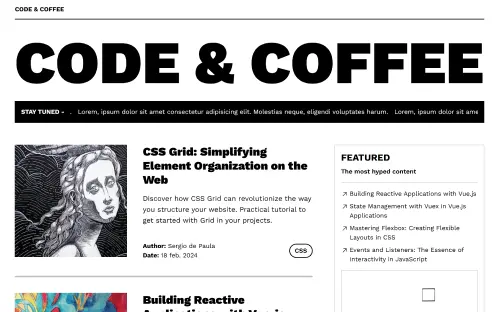 CODE & COFFEE
CODE & COFFEE
STAY TUNED - . Lorem, ipsum dolor sit amet consectetur adipisicing elit. Molestias neque, eligendi voluptates harum. Lorem, ipsum dolor sit ame
CSS Grid: Simplifying
Element Organization on the
Web
Discover how CSS Grid can revolutionize the way
you structure your website. Practical tutorial to
get started with Grid in your projects.
Author: Sergio de Paula
Date: 18 feb. 2024
CSS
FEATURED
The most hyped content
↗ Building Reactive Applications with Vue.js
↗ State Management with Vuex in Vue.js
Applications
↗ Mastering Flexbox: Creating Flexible
Layouts in CSS
↗ Events and Listeners: The Essence of
Interactivity in JavaScript
Building Reactive
Applications with Vue.js